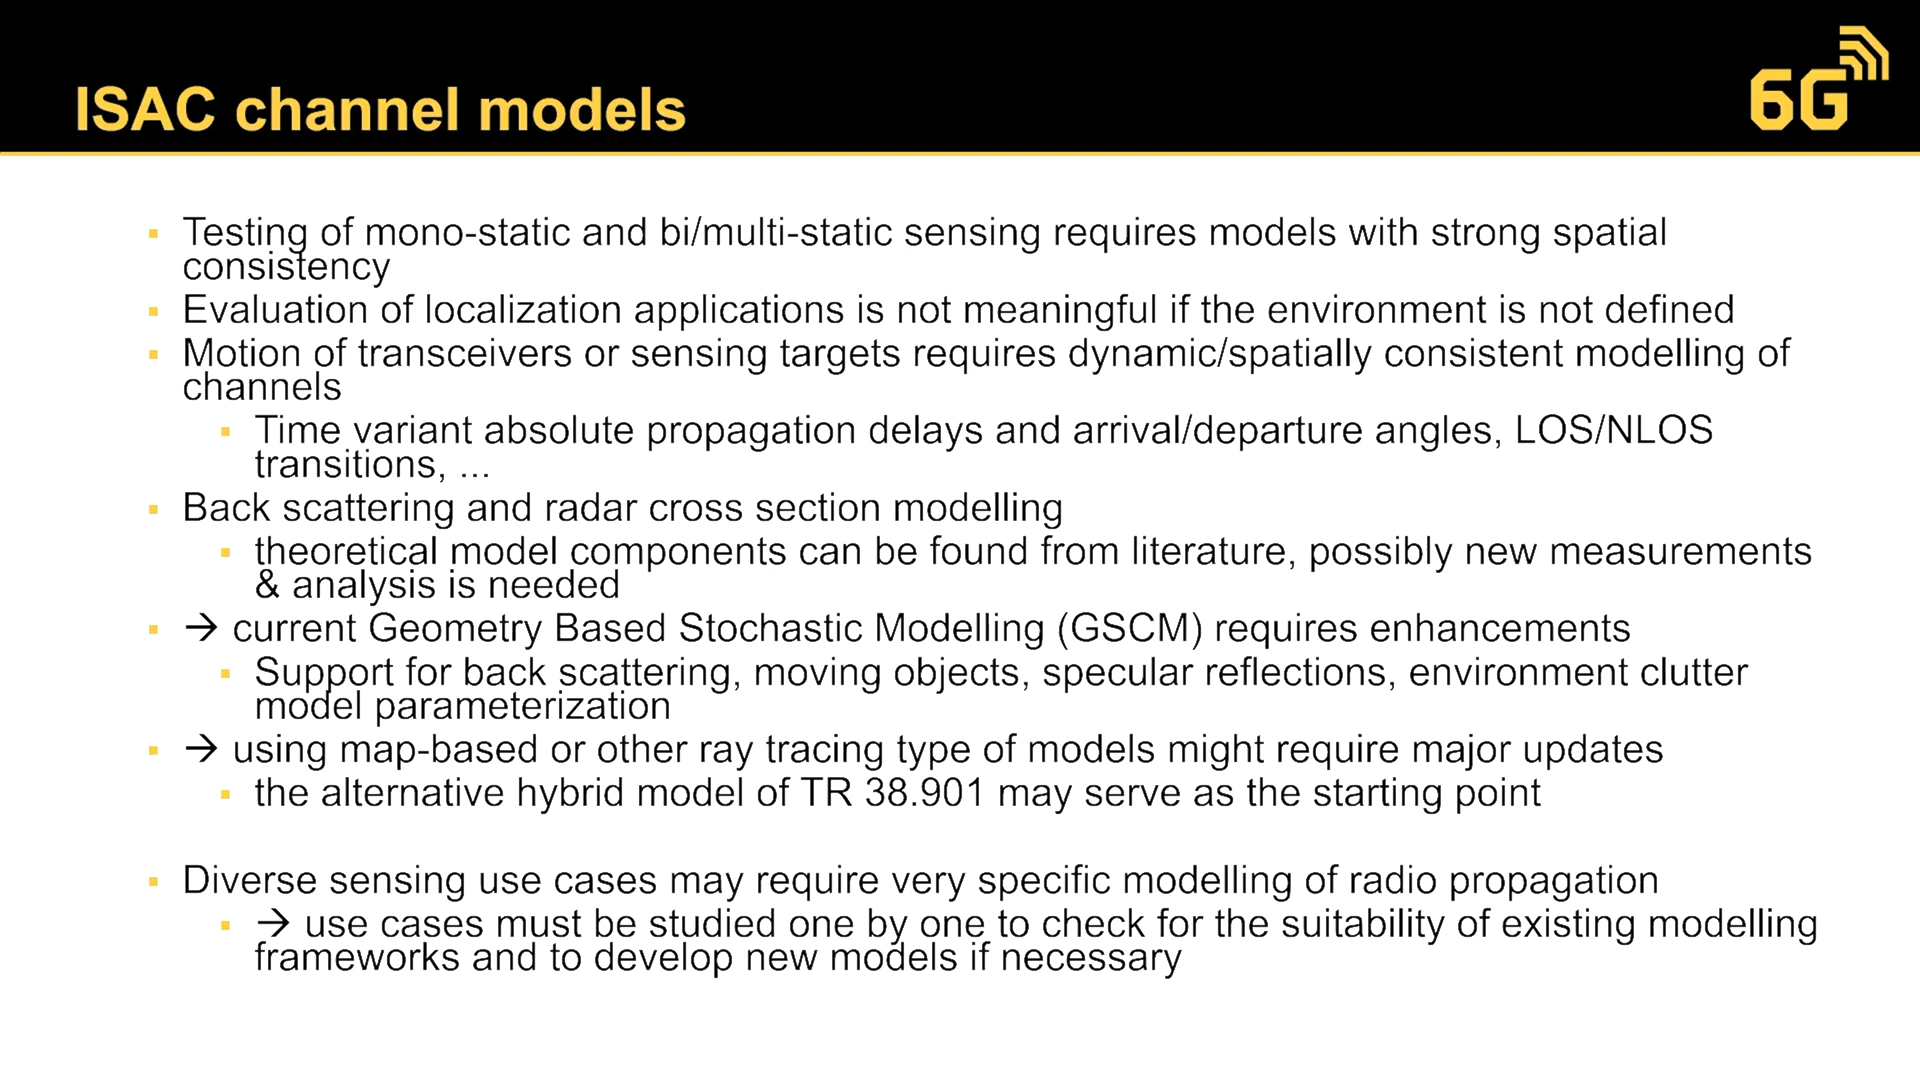 ISAC channel models
6G
▪ Testing of mono-static and bi/multi-static sensing requires models with strong spatial
consistency
▪ Evaluation of localization applications is not meaningful if the environment is not defined
▪ Motion of transceivers or sensing targets requires dynamic/spatially consistent modelling of
channels
▪ Time variant absolute propagation delays and arrival/departure angles, LOS/NLOS
transitions, ...
▪ Back scattering and radar cross section modelling
▪ theoretical model components can be found from literature, possibly new measurements
& analysis is needed
▪ → current Geometry Based Stochastic Modelling (GSCM) requires enhancements
▪ Support for back scattering, moving objects, specular reflections, environment clutter
model parameterization
▪ → using map-based or other ray tracing type of models might require major updates
▪ the alternative hybrid model of TR 38.901 may serve as the starting point
▪ Diverse sensing use cases may require very specific modelling of radio propagation
▪ → use cases must be studied one by one to check for the suitability of existing modelling
frameworks and to develop new models if necessary